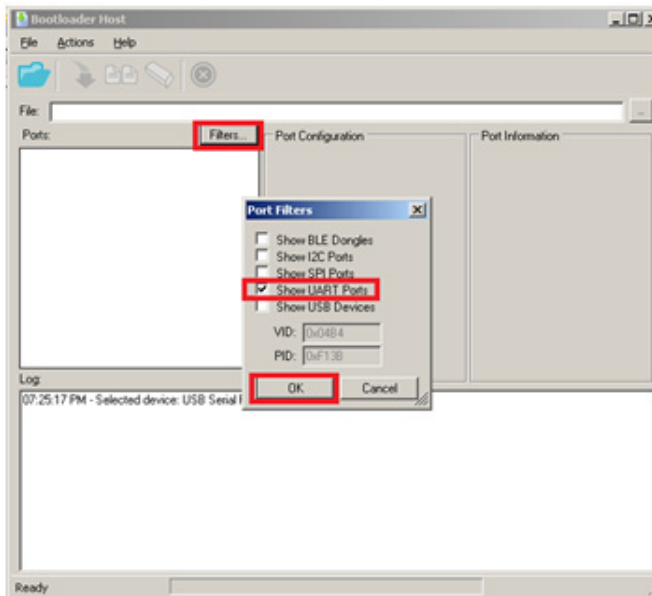 Bootloader Host
File Actions Help
File:
Ports:
Filters...
Port Configuration
Port Information
Port Filters
Show BLE Dongles
Show I2C Ports
Show SPI Ports
Show UART Ports
Show USB Devices
VID: 0x04B4
PID: 0xF13B
OK
Cancel
Log:
07:25:17 PM - Selected device: USB Serial
Ready